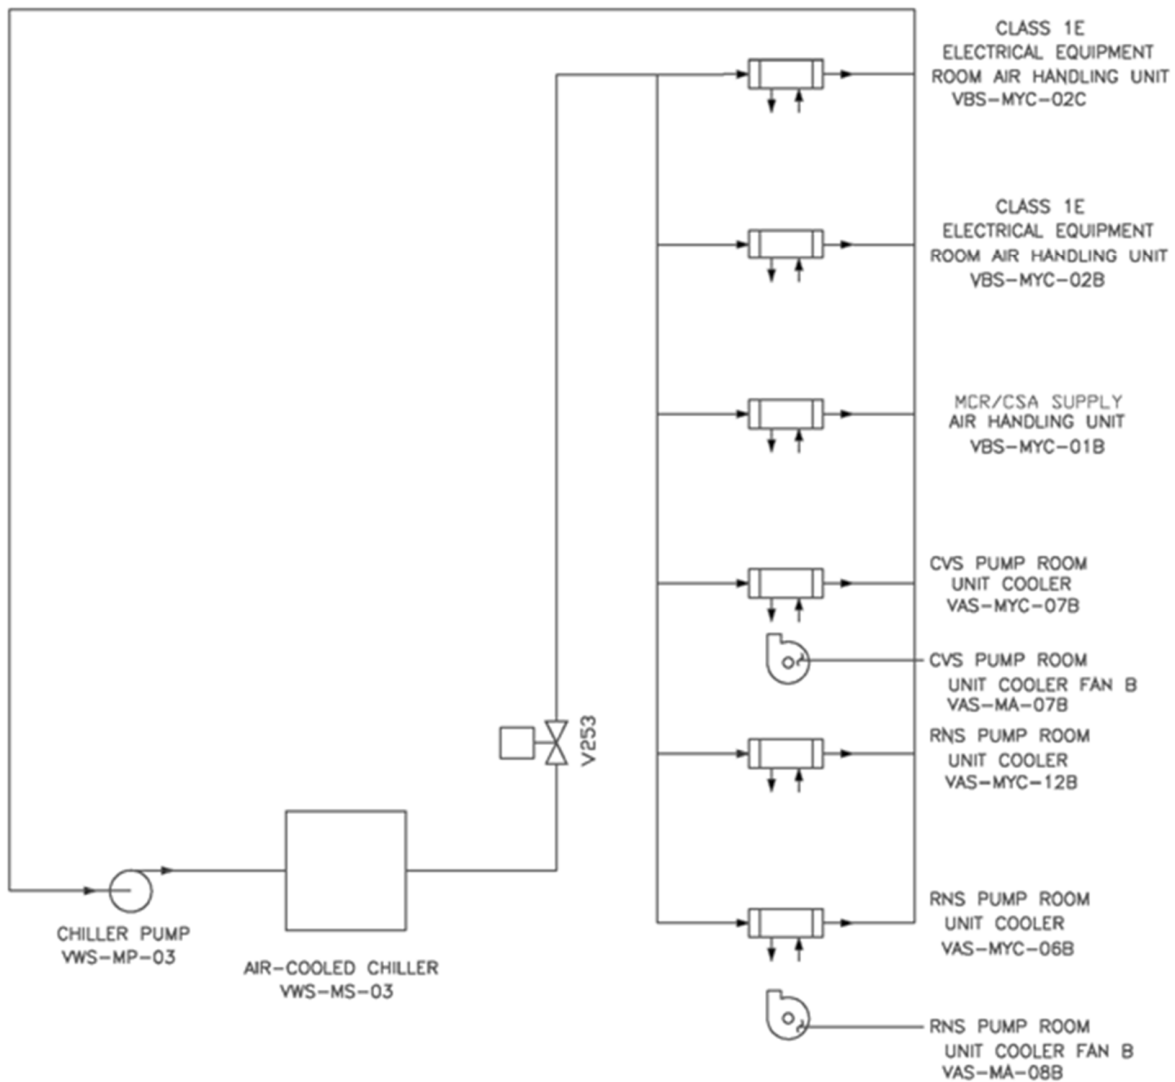 CLASS 1E
ELECTRICAL EQUIPMENT
ROOM AIR HANDLING UNIT
VBS-MYC-02C
CLASS 1E
ELECTRICAL EQUIPMENT
ROOM AIR HANDLING UNIT
VBS-MYC-02B
MCR/CSA SUPPLY
AIR HANDLING UNIT
VBS-MYC-01B
CVS PUMP ROOM
UNIT COOLER
VAS-MYC-07B
CVS PUMP ROOM
UNIT COOLER FAN B
VAS-MA-07B
RNS PUMP ROOM
UNIT COOLER
VAS-MYC-12B
V253
RNS PUMP ROOM
UNIT COOLER
VAS-MYC-06B
CHILLER PUMP
VWS-MP-03
AIR-COOLED CHILLER
VWS-MS-03
RNS PUMP ROOM
UNIT COOLER FAN B
VAS-MA-08B